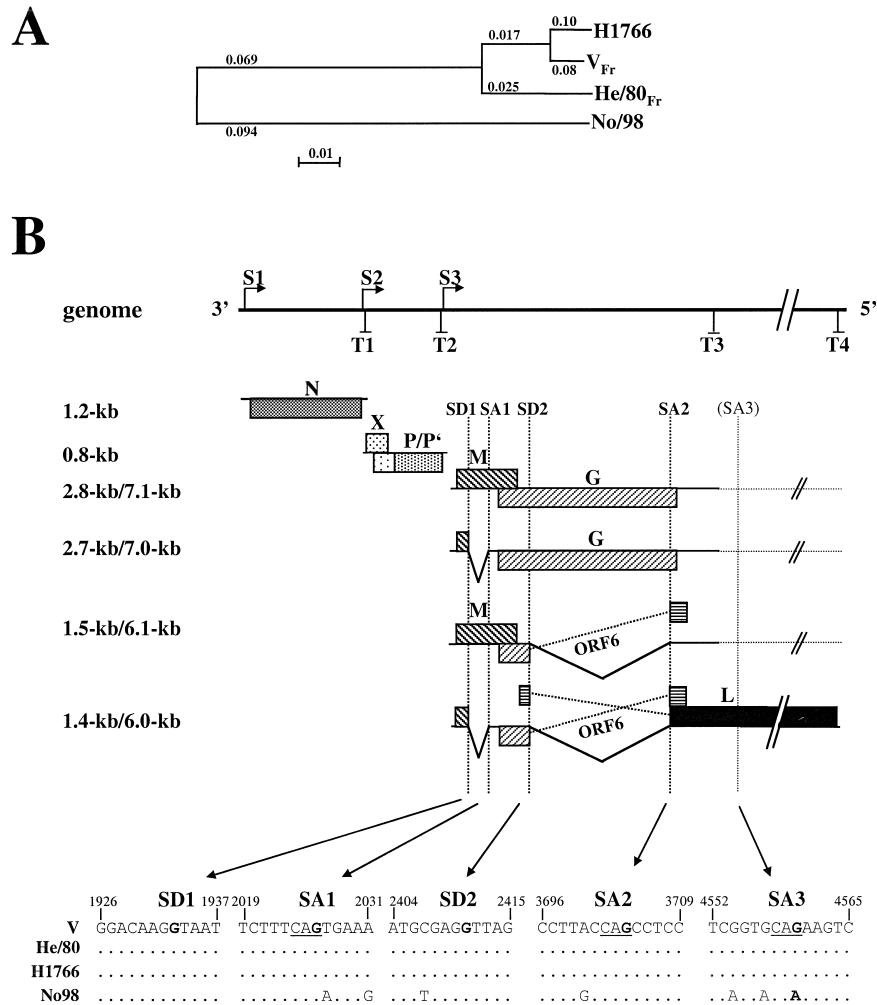 A
0.10
H1766
0.017
0.08
V Fr
0.069
0.025
He/80 Fr
0.094
No/98
0.01
B
S1 S2 S3
genome 3’ 5’
T1 T2 T3 T4
N
1.2-kb SD1 SA1 SD2 SA2 (SA3)
X
0.8-kb P/P‘
M
G
2.8-kb/7.1-kb
G
2.7-kb/7.0-kb
M
1.5-kb/6.1-kb
ORF6
L
1.4-kb/6.0-kb
ORF6
1926 SD1 1937 2019 SA1 2031 2404 SD2 2415 3696 SA2 3709 4552 SA3 4565
V GGACAAGGTAAT TCTTTCAGTGAAA ATGCGAGGTTAG CCTTACCAGCCTCC TCGGTGCAGAAGTC
He/80 ............ ............. ............ .............. ..............
H1766 ............ ............. ............ .............. ..............
No98 ............ ........A...G ...T........ ....G......... ..A..A..A.....